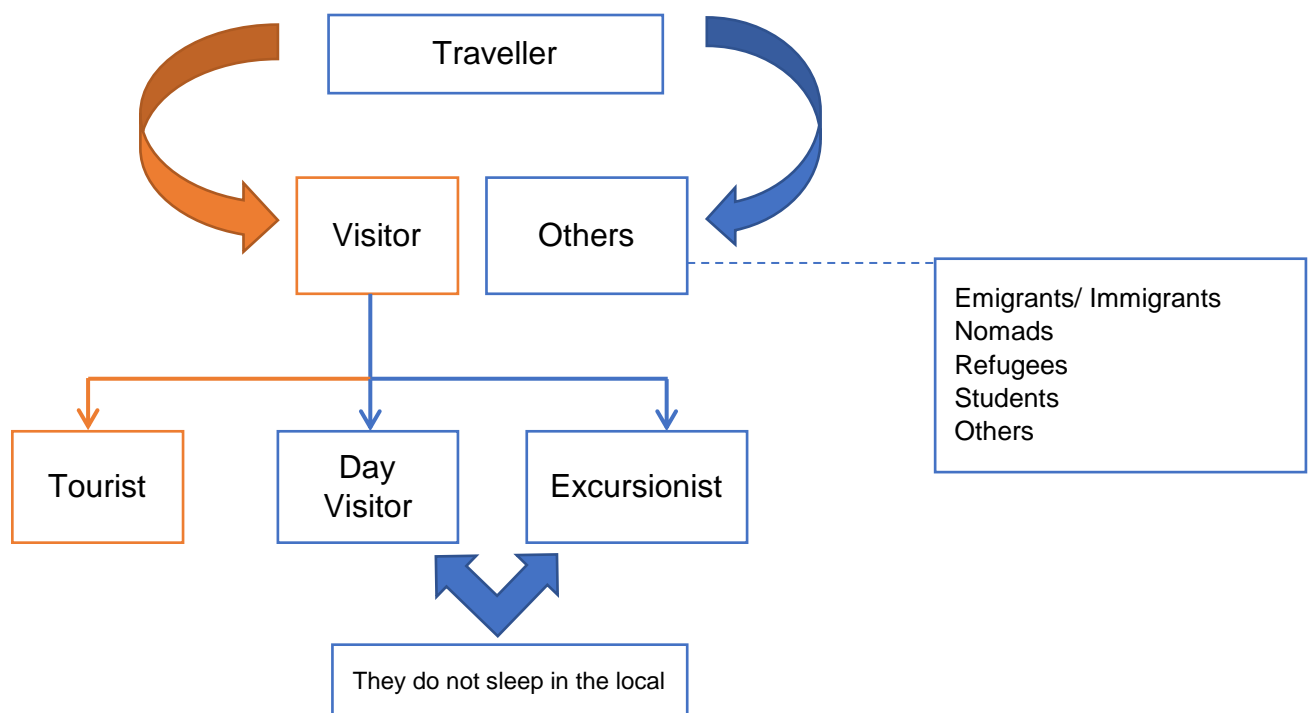 Traveller
Visitor
Others
Emigrants/ Immigrants
Nomads
Refugees
Students
Others
Tourist
Day
Visitor
Excursionist
They do not sleep in the local